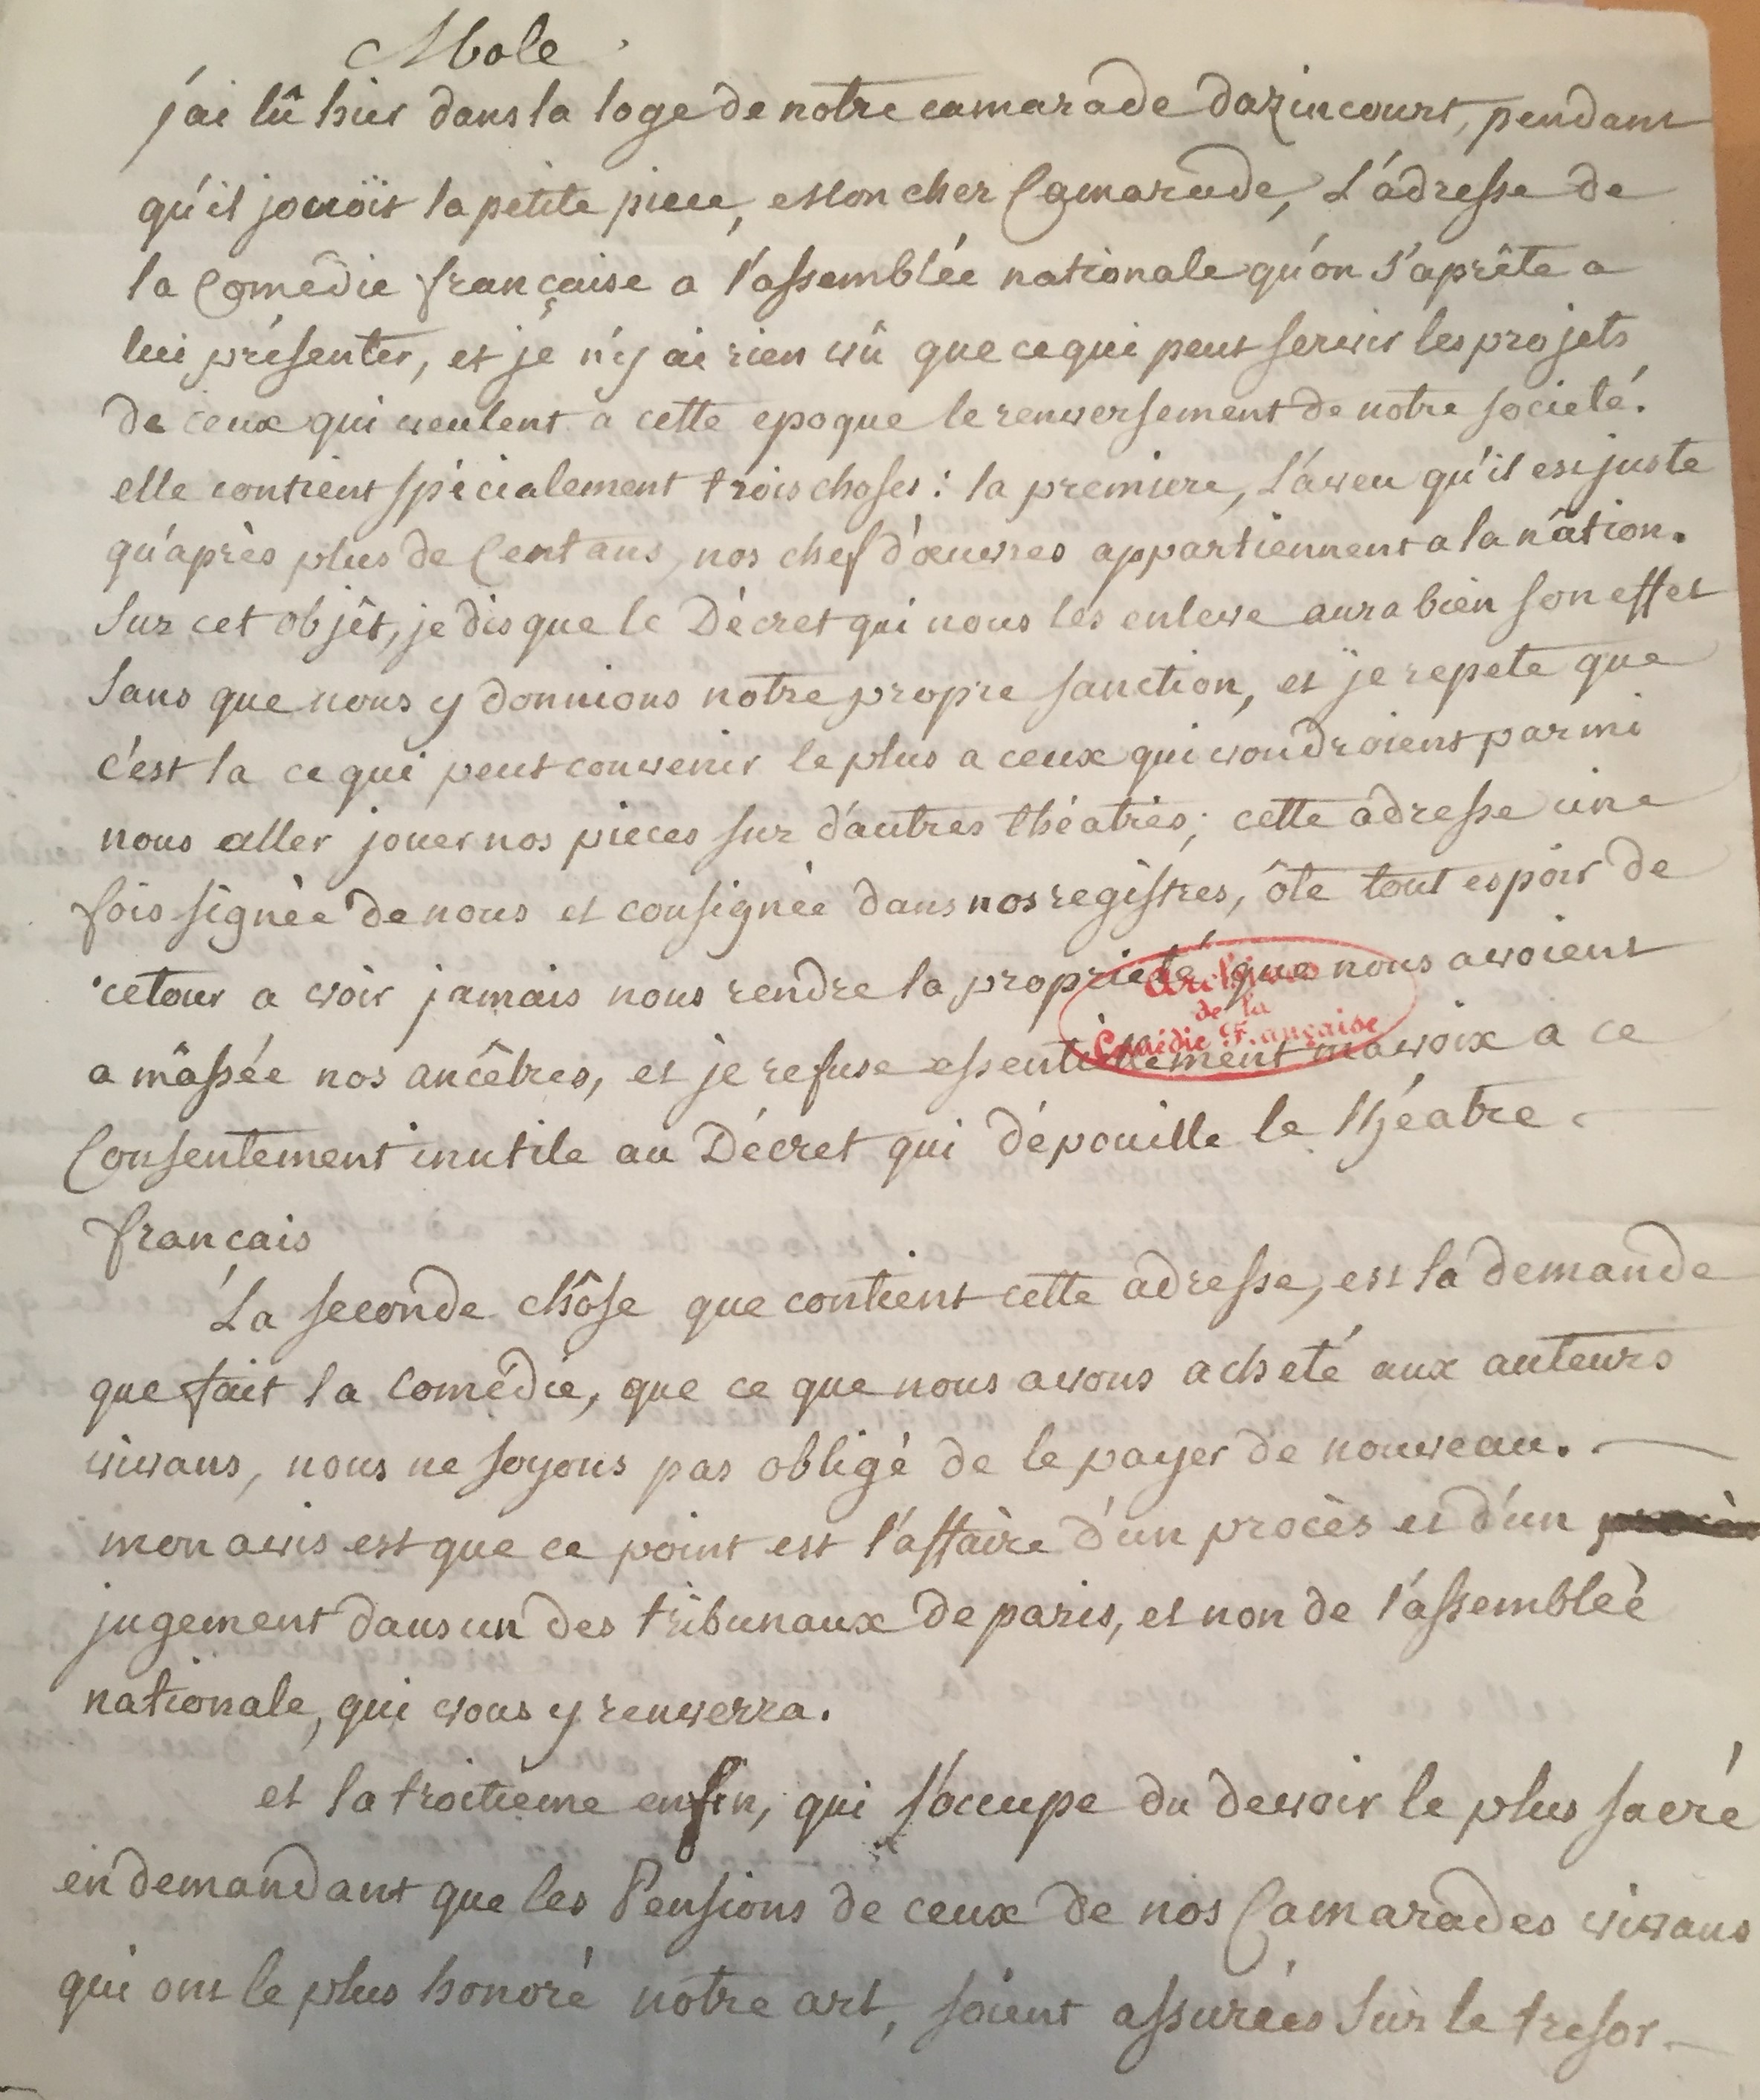 Mole
j'ai lû hier dans la loge de notre camarade dazincourt, pendant
qu'il jouoït la petite piece, Mon cher Camarade, L'adresse de
la Comédie française a l'assemblée nationale qu'on s'aprête a
lui présenter, et je n'y ai rien vû que ce qui peut servir les projets
de ceux qui veulent a cette epoque le renversement de notre societé.
elle contient spécialement trois choses : la premiere, L'aveu qu'il est juste
qu'après plus de Cent ans, nos chef d'œuvres appartiennent a la nation.
Sur cet objêt, je dis que le Décret qui nous les enleve aura bien son effet
Sans que nous y donnions notre propre sanction, et je repete que
c'est la ce qui peut convenir le plus a ceux qui voudroient parmi
nous aller jouer nos pieces sur d'autres théatres; cette adresse une
fois signée de nous et consignée dans nos registres, ôte tout espoir de
retour a voir jamais nous rendre la propriété que nous avoient
a mâssée nos ancêtres, et je refuse essentiellement ma voix a ce
Consentement inutile au Décret qui dépouille le théatre
français
La seconde chôse que contient cette adresse, est la demande
que fait la Comédie, que ce que nous avons acheté aux auteurs
vivans, nous ne soyons pas obligé de le payer de nouveau.
mon avis est que ce point est l'affaire d'un procès et d'un
jugement dans un des tribunaux de paris, et non de l'assemblée
nationale, qui vous y renverra.
et la troitieme enfin, qui s'occupe du devoir le plus sacré
en demandant que les Pensions de ceux de nos Camarades vivans
qui ont le plus honoré notre art, soient assurées Sur le tresor
Archives
de la
Comédie Française